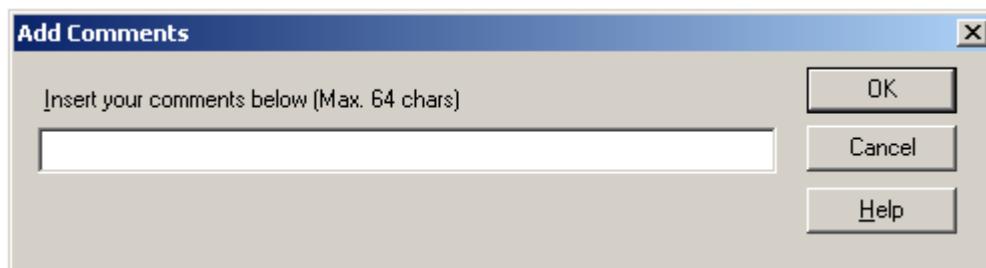 Add Comments
Insert your comments below (Max. 64 chars)
OK
Cancel
Help